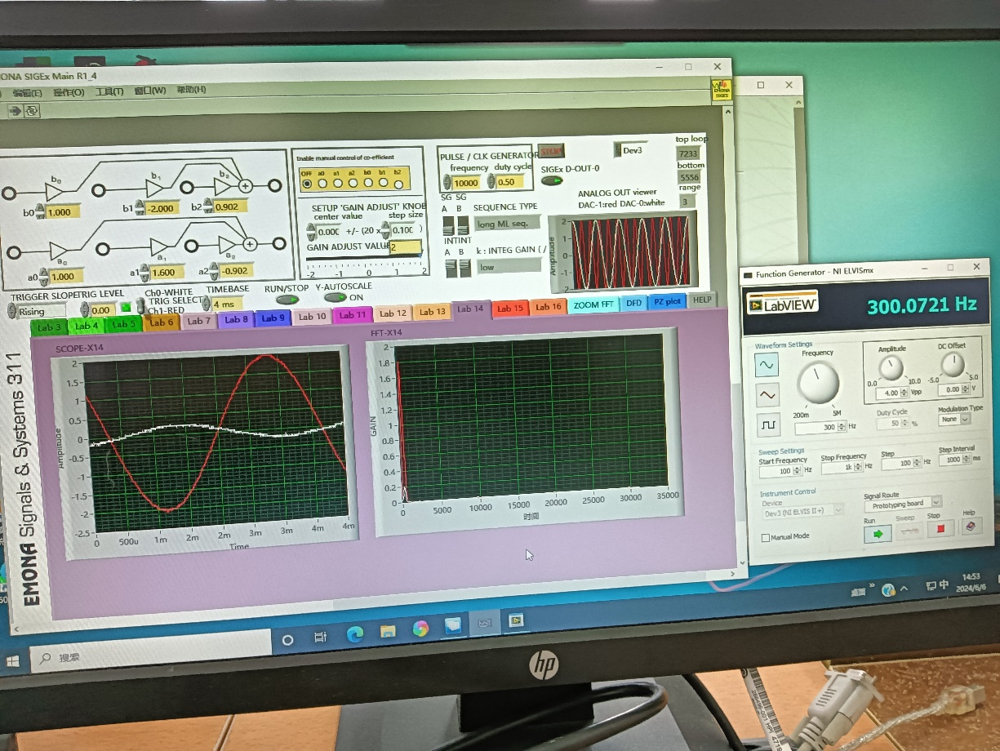 ONA SIGEx Main R1_4
编辑(E) 操作(O) 工具(T) 窗口(W) 帮助(H)
EMONA
SIGEX
b0 1.000
b1 -2.000
b2 0.902
a0 1.000
a1 1.600
a2 -0.902
Enable manual control of co-efficient
OFF a0 a1 a2 b0 b1 b2
SETUP 'GAIN ADJUST' KNOB
center value step size
0.000 +/- (20 x 0.100 )
GAIN ADJUST VALUE 2
-2 -1 0 1 2
PULSE / CLK GENERATOR
frequency duty cycle
10000 0.50
SG SG
A B
SEQUENCE TYPE
long ML seq.
INT INT
A B
k : INTEG GAIN ( /
low
Dev3
SIGEx D-OUT-0
ANALOG OUT viewer
DAC-1:red DAC-0:white
Amplitude
2
1
0
-1
-2
top loop
7233
bottom
5556
range
3
TRIGGER SLOPE
Rising
TRIG LEVEL
0.00
Ch0-WHITE
TRIG SELECT
Ch1-RED
TIMEBASE
4 ms
RUN/STOP
Y-AUTOSCALE
ON
Lab 3 Lab 4 Lab 5 Lab 6 Lab 7 Lab 8 Lab 9 Lab 10 Lab 11 Lab 12 Lab 13 Lab 14 Lab 15 Lab 16 ZOOM FFT DFD PZ plot HELP
EMONA Signals & Systems 311
SCOPE-X14
Amplitude
2
1.5
1
0.5
0
-0.5
-1
-1.5
-2
-2.5
0 500u 1m 2m 2m 3m 3m 4m 4m
Time
FFT-X14
GAIN
2
1.8
1.6
1.4
1.2
1
0.8
0.6
0.4
0.2
0
0 5000 10000 15000 20000 25000 30000 35000
时间
Function Generator - NI ELVISmx
LabVIEW
300.0721 Hz
Waveform Settings
Frequency
200m 5M
300 Hz
Amplitude
0.0 10.0
4.00 Vpp
DC Offset
-5.0 5.0
0.00 V
Duty Cycle
50 %
Modulation Type
None
Sweep Settings
Start Frequency
100 Hz
Stop Frequency
1k Hz
Step
100 Hz
Step Interval
1000 ms
Instrument Control
Device
Dev3 (NI ELVIS II+)
Signal Route
Prototyping board
Manual Mode
Run Sweep Stop Help
搜索
桌面
中
14:53
2024/6/6
hp